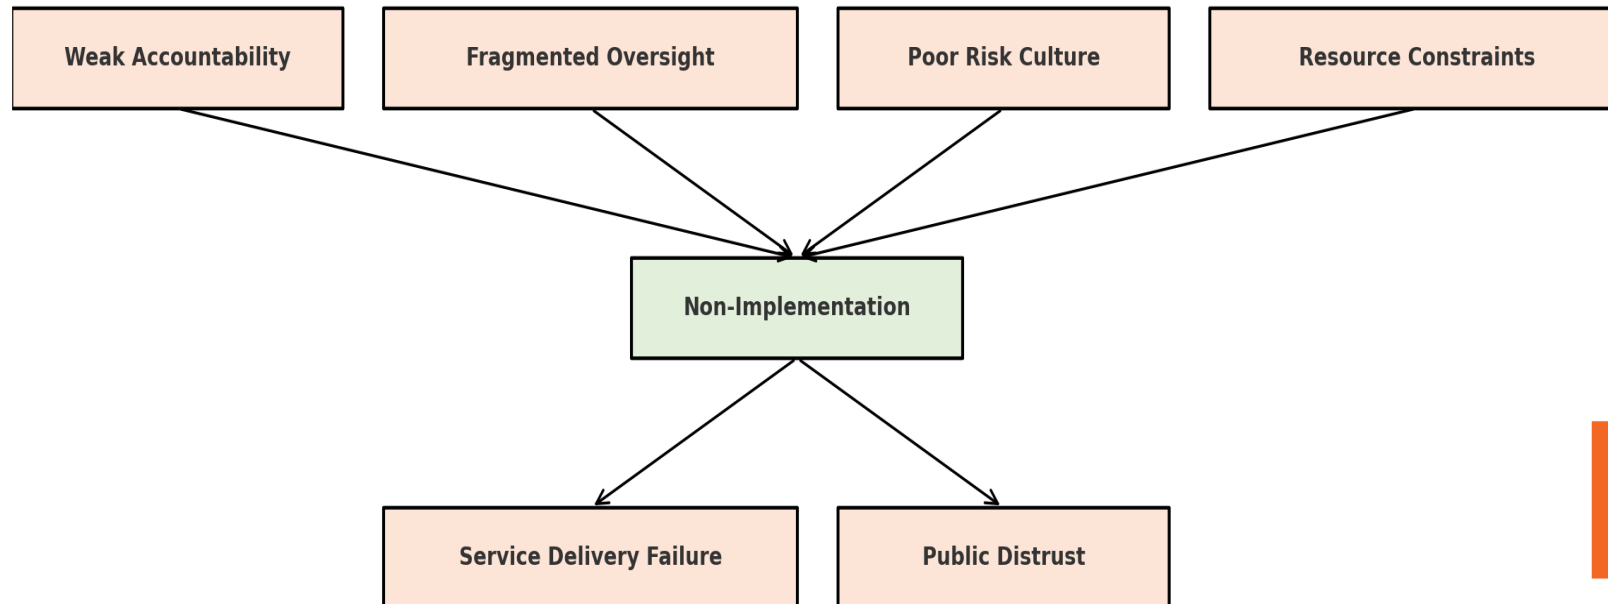 Weak Accountability
Fragmented Oversight
Poor Risk Culture
Resource Constraints
Non-Implementation
Service Delivery Failure
Public Distrust